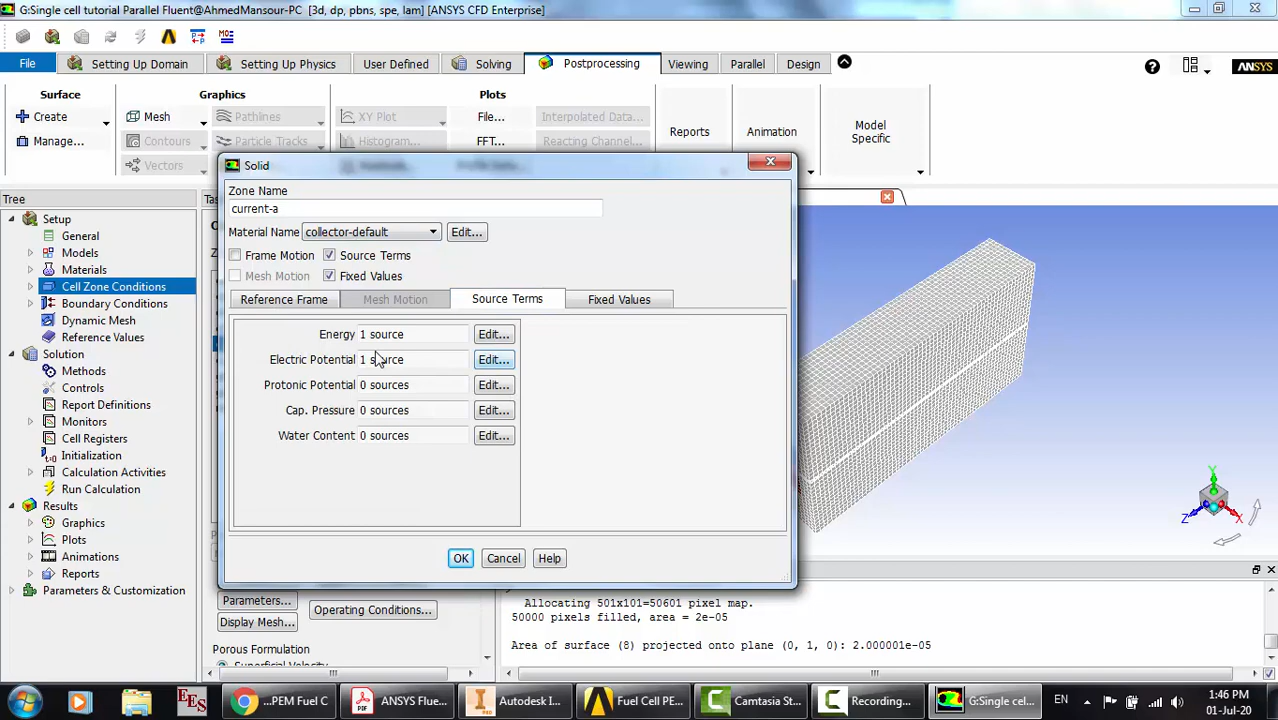 G:Single cell tutorial Parallel Fluent@AhmedMansour-PC [3d, dp, pbns, spe, lam] [ANSYS CFD Enterprise]
File
Setting Up Domain
Setting Up Physics
User Defined
Solving
Postprocessing
Viewing
Parallel
Design
ANSYS
Surface
Graphics
Plots
Create
Mesh
Pathlines
XY Plot
File...
Interpolated Data...
Manage...
Contours
Particle Tracks
Histogram...
FFT...
Reacting Channel...
Vectors
Reports
Animation
Model
Specific
Tree
Setup
General
Models
Materials
Cell Zone Conditions
Boundary Conditions
Dynamic Mesh
Reference Values
Solution
Methods
Controls
Report Definitions
Monitors
Cell Registers
Initialization
Calculation Activities
Run Calculation
Results
Graphics
Plots
Animations
Reports
Parameters & Customization
Solid
Zone Name
current-a
Material Name collector-default Edit...
Frame Motion Source Terms
Mesh Motion Fixed Values
Reference Frame Mesh Motion Source Terms Fixed Values
Energy 1 source Edit...
Electric Potential 1 source Edit...
Protonic Potential 0 sources Edit...
Cap. Pressure 0 sources Edit...
Water Content 0 sources Edit...
OK Cancel Help
Parameters... Operating Conditions...
Display Mesh...
Porous Formulation
Superficial Velocity
Y
Z
X
Allocating 501x101=50601 pixel map.
50000 pixels filled, area = 2e-05
Area of surface (8) projected onto plane (0, 1, 0): 2.000001e-05
EES
...PEM Fuel C
ANSYS Flue...
Autodesk I...
Fuel Cell PE...
Camtasia St...
Recording...
G:Single cel...
EN
1:46 PM
01-Jul-20